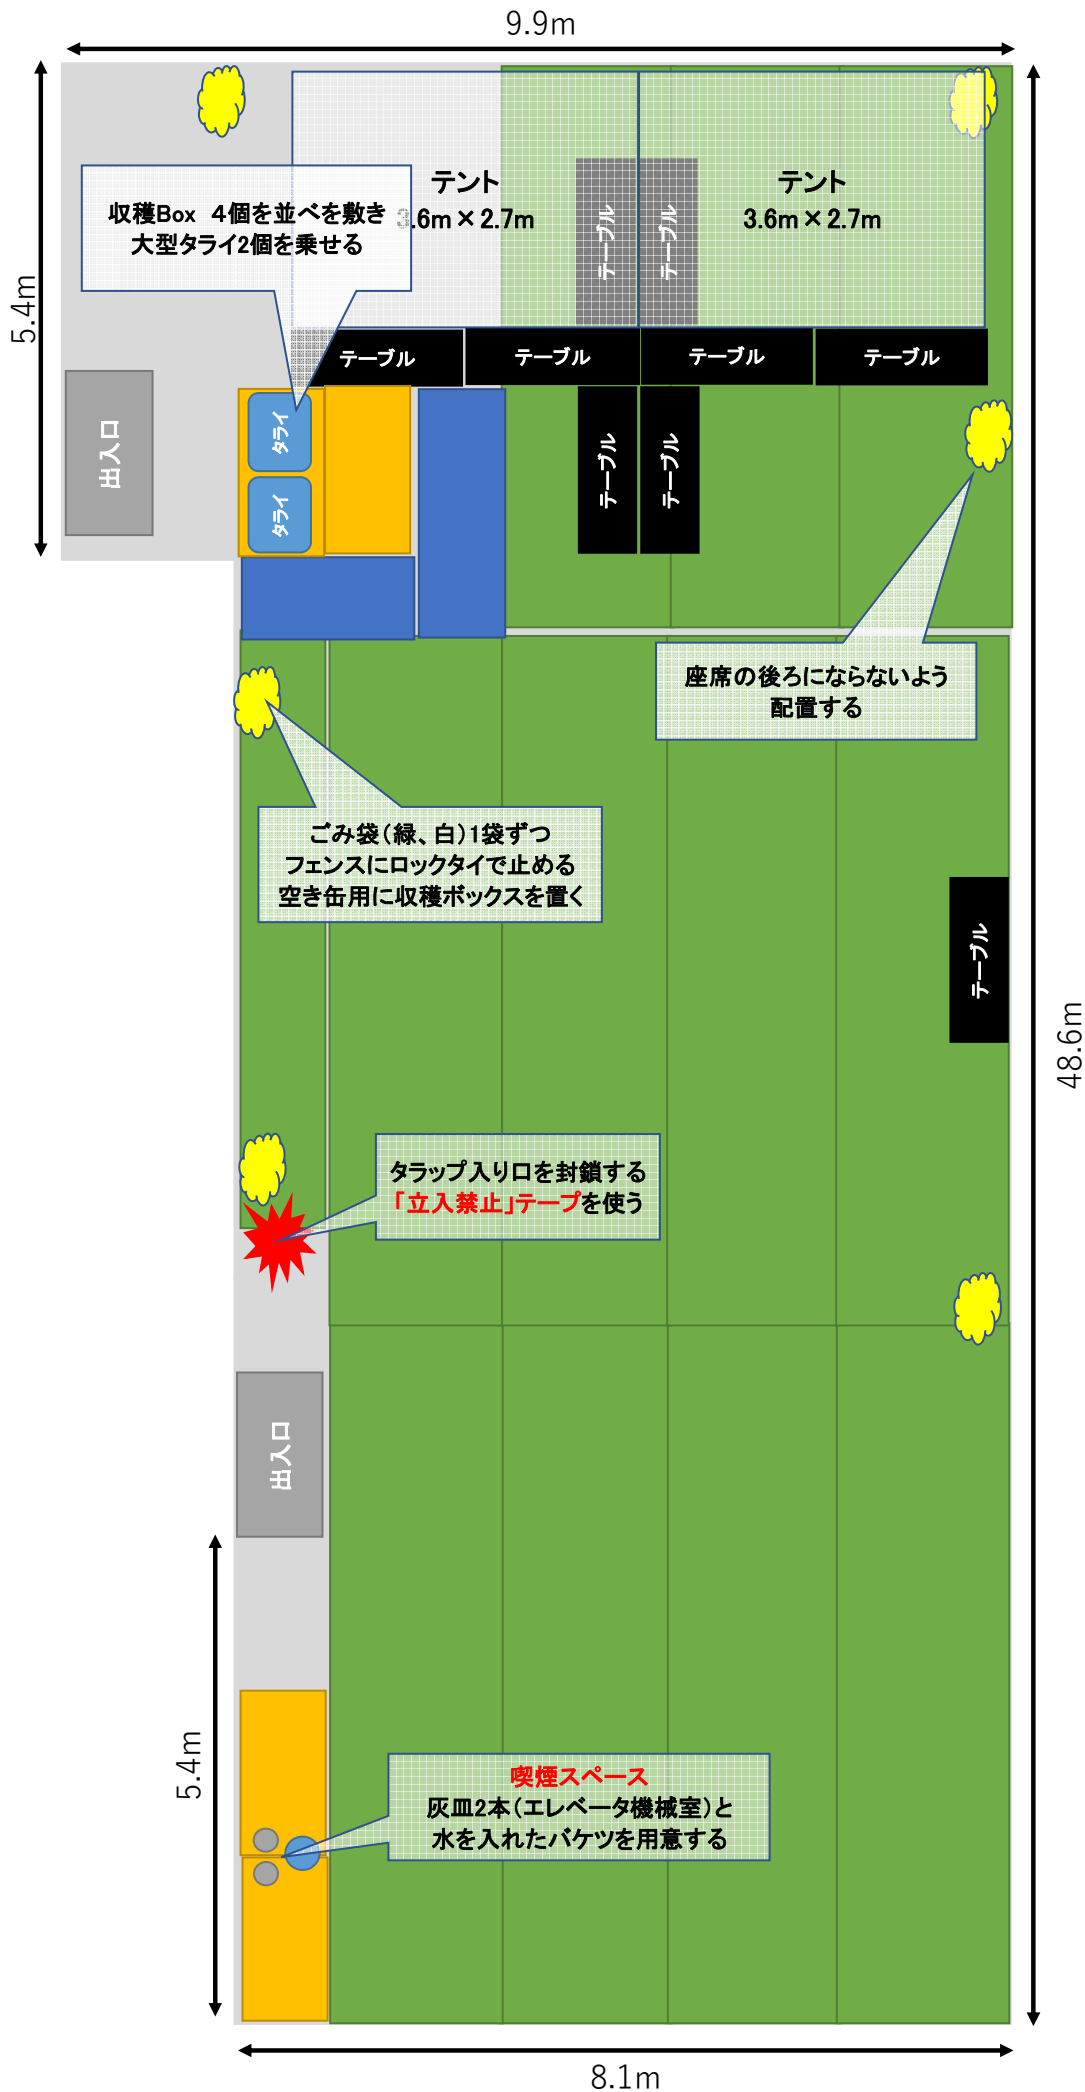 9.9m
5.4m
収穫Box　4個を並べを敷き
大型タライ2個を乗せる
テント
3.6m×2.7m
テント
3.6m×2.7m
テーブル
テーブル
テーブル
テーブル
テーブル
テーブル
出入口
タライ
タライ
テーブル
テーブル
座席の後ろにならないよう
配置する
ごみ袋（緑、白）1袋ずつ
フェンスにロックタイで止める
空き缶用に収穫ボックスを置く
テーブル
48.6m
タラップ入り口を封鎖する
「立入禁止」テープを使う
出入口
5.4m
喫煙スペース
灰皿2本（エレベータ機械室）と
水を入れたバケツを用意する
8.1m